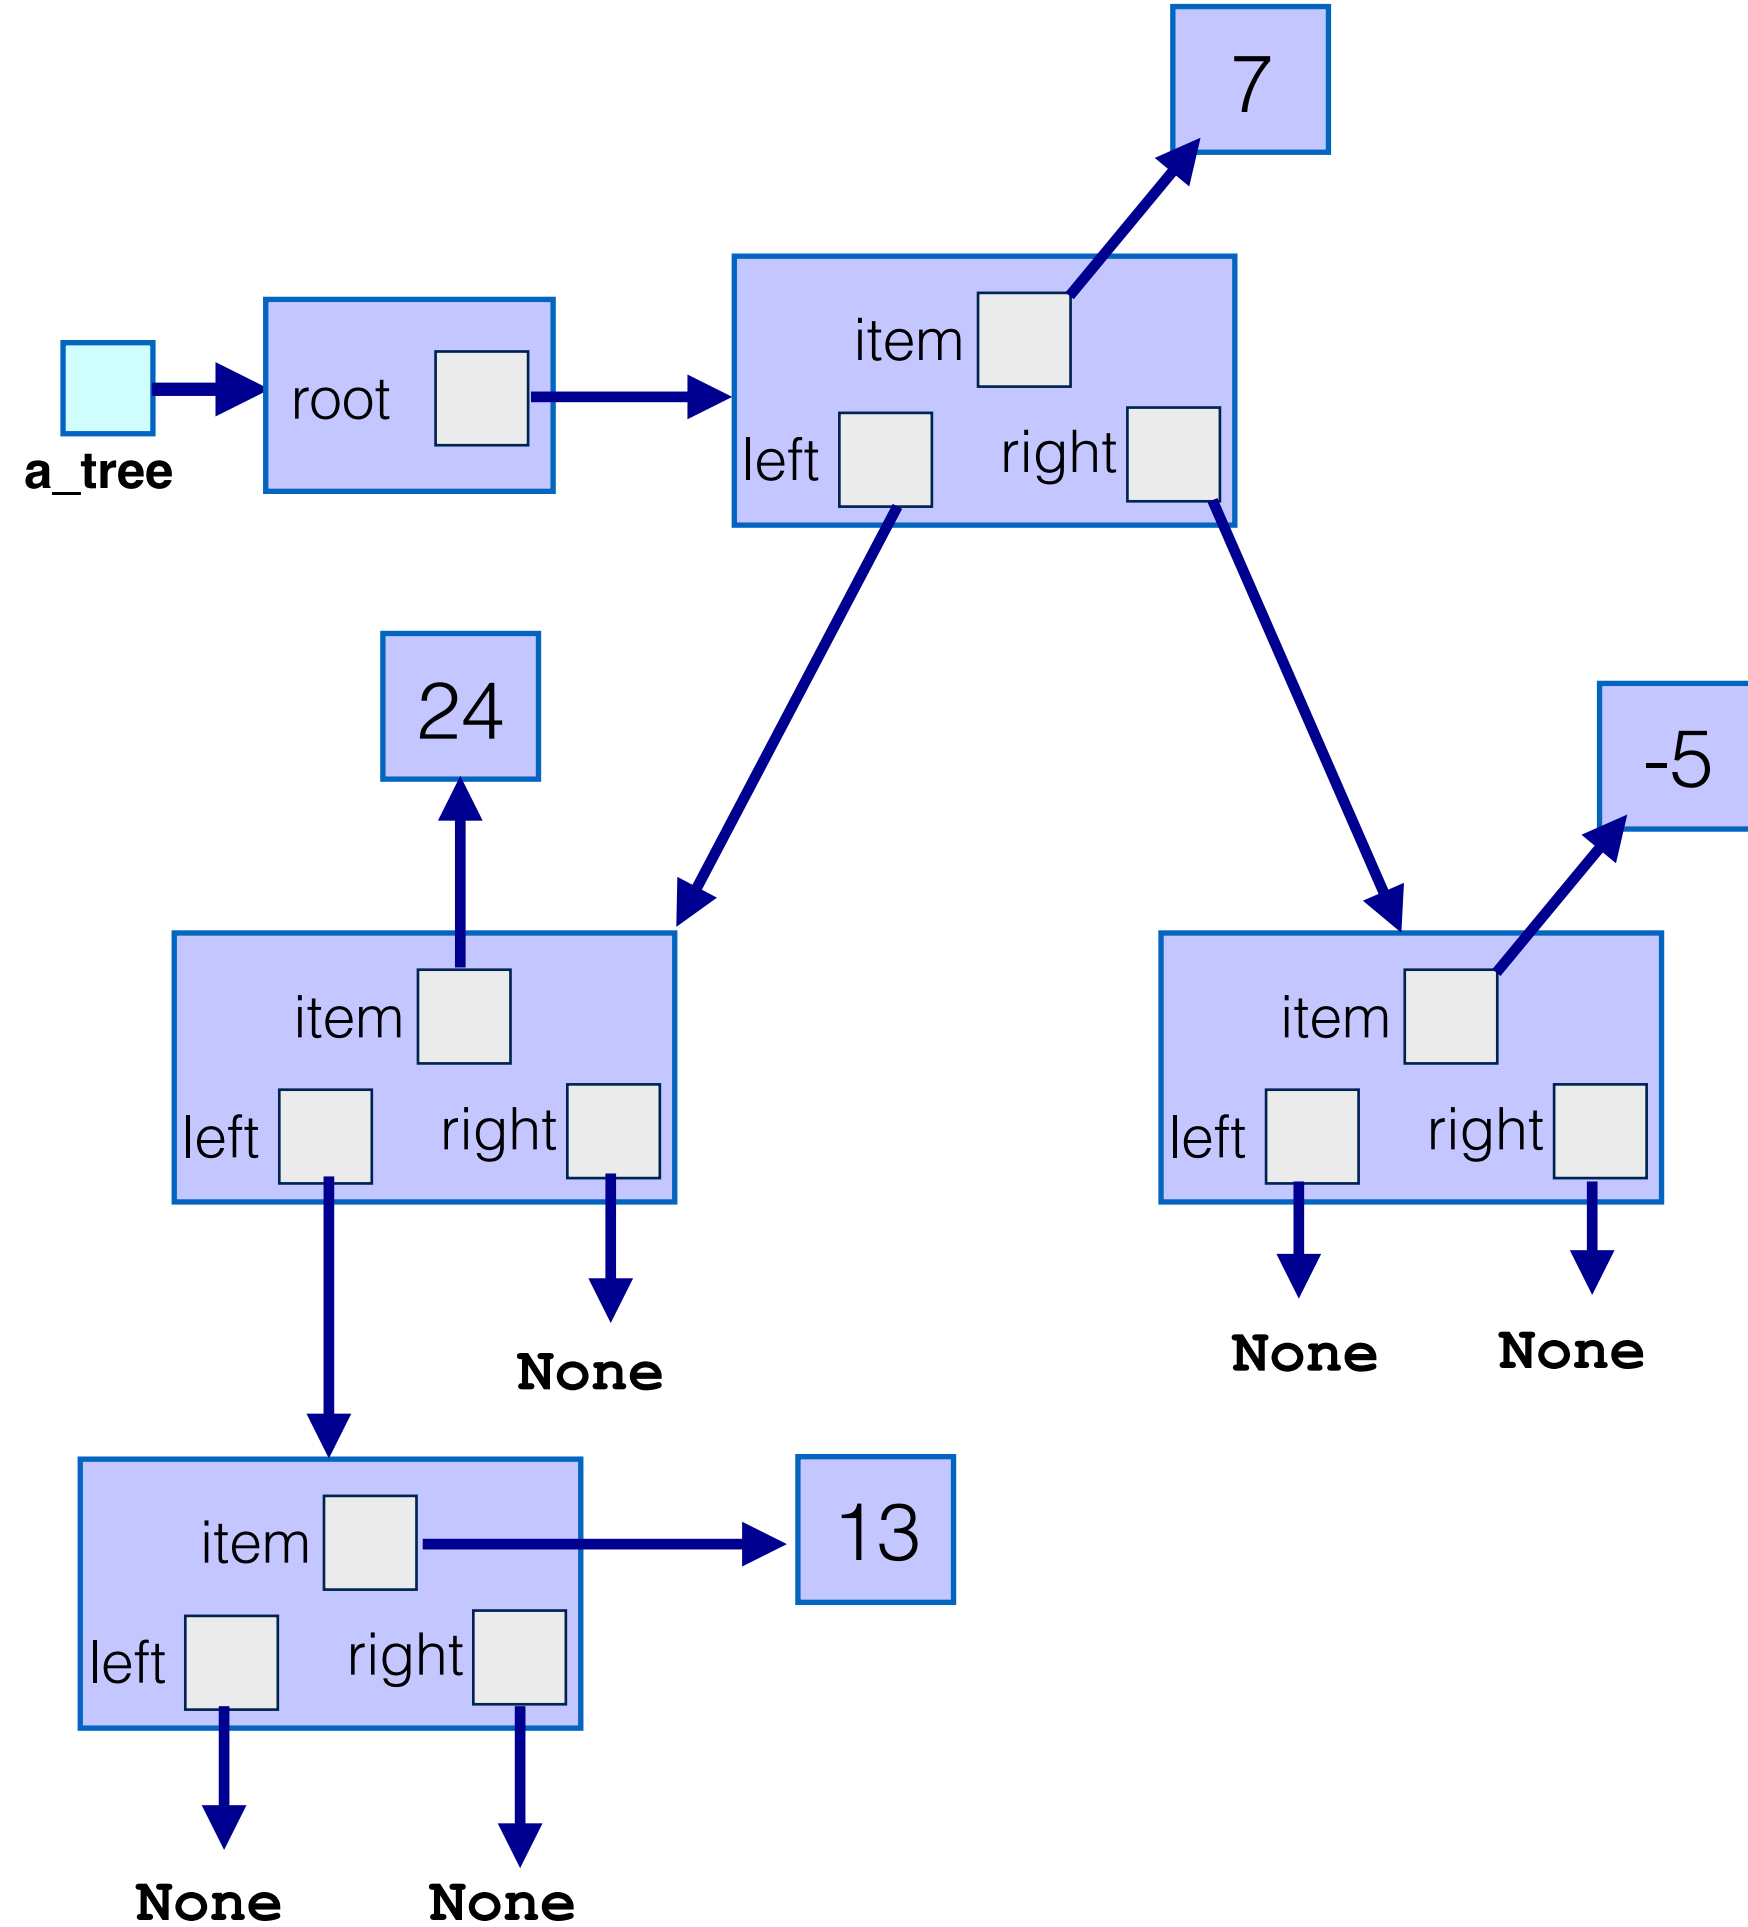 7
item
root
left
right
a_tree
24
-5
item
item
left
right
left
right
None
None
None
item
13
left
right
None
None